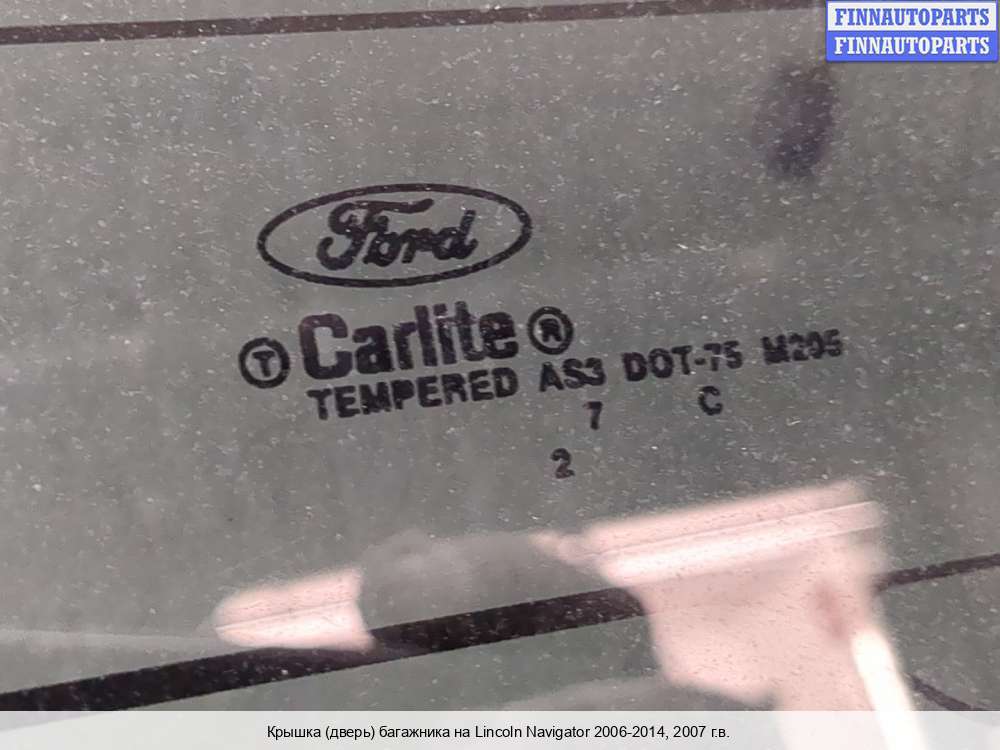 FINNAUTOPARTS
FINNAUTOPARTS
Ford
T Carlite ®
TEMPERED AS3 DOT-75 M205
7 C
2
Крышка (дверь) багажника на Lincoln Navigator 2006-2014, 2007 г.в.